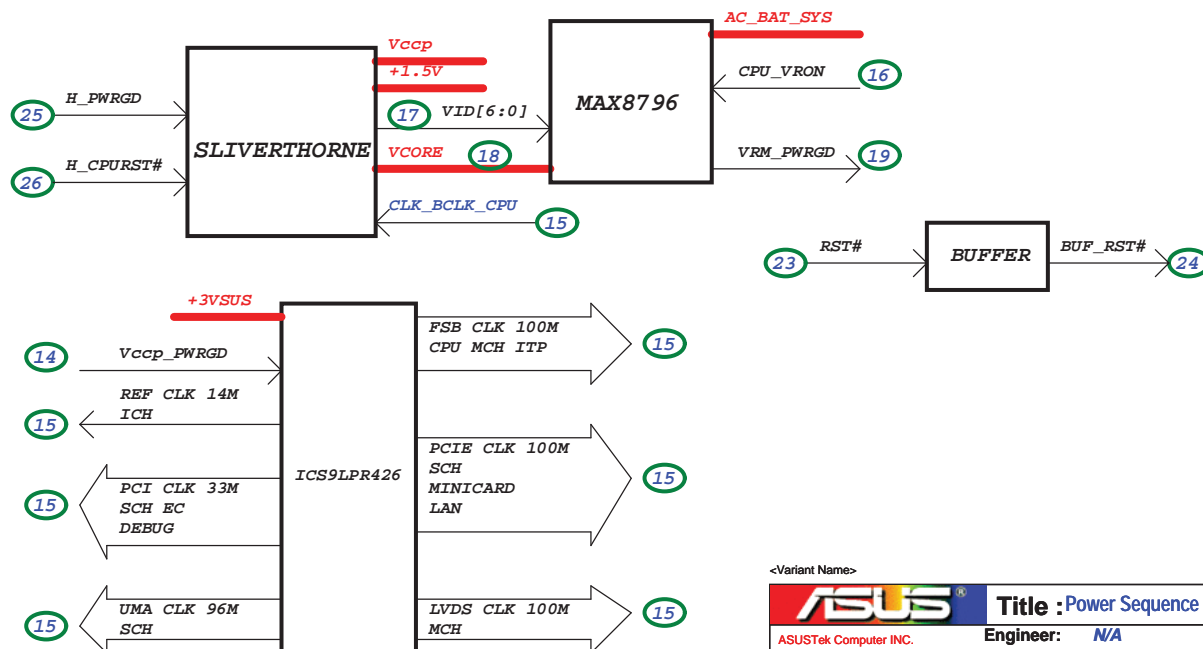 AC_BAT_SYS
Vccp
+1.5V
CPU_VRON
16
H_PWRGD
25
17
VID[6:0]
MAX8796
SLIVERTHORNE
VCORE
18
VRM_PWRGD
19
H_CPURST#
26
CLK_BCLK_CPU
15
RST#
23
BUFFER
BUF_RST#
24
+3VSUS
FSB CLK 100M
CPU MCH ITP
15
14
Vccp_PWRGD
REF CLK 14M
ICH
15
ICS9LPR426
PCIE CLK 100M
SCH
MINICARD
LAN
15
PCI CLK 33M
SCH EC
DEBUG
15
UMA CLK 96M
SCH
15
LVDS CLK 100M
MCH
15
<Variant Name>
ASUS®
Title : Power Sequence
ASUSTek Computer INC.
Engineer: N/A